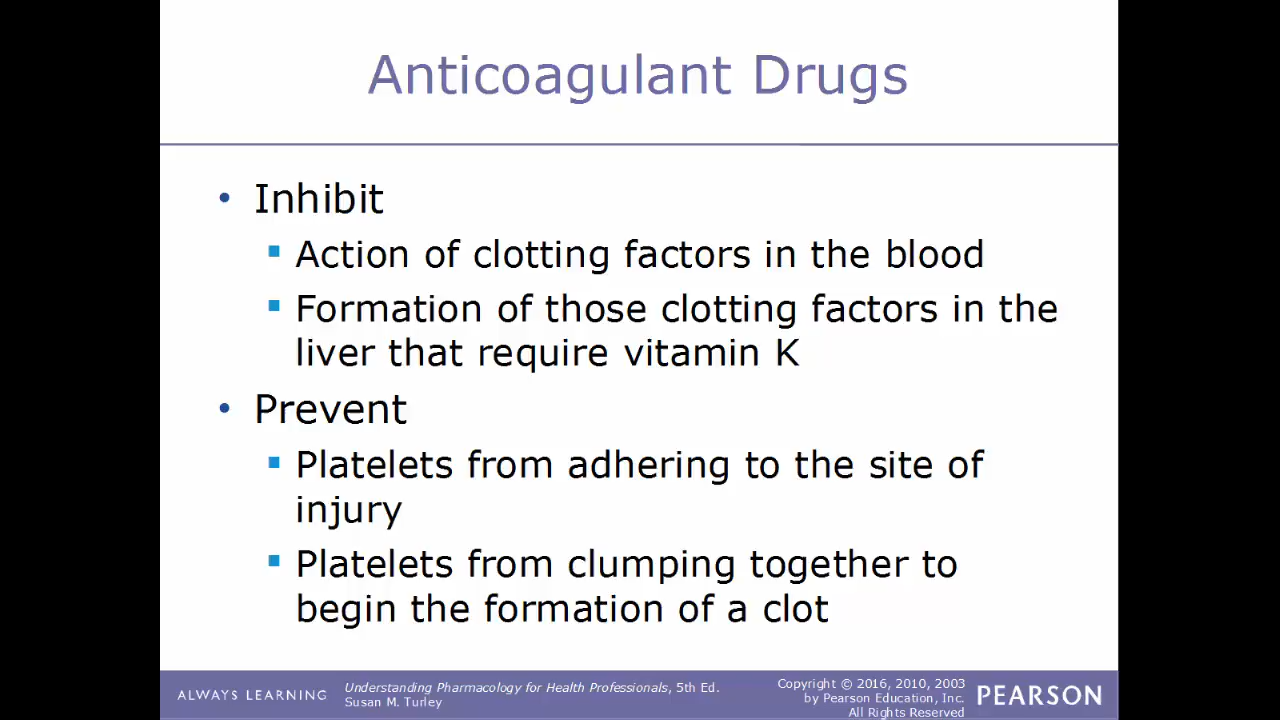 Anticoagulant Drugs
• Inhibit
▪ Action of clotting factors in the blood
▪ Formation of those clotting factors in the
liver that require vitamin K
• Prevent
▪ Platelets from adhering to the site of
injury
▪ Platelets from clumping together to
begin the formation of a clot
ALWAYS LEARNING
Understanding Pharmacology for Health Professionals, 5th Ed.
Susan M. Turley
Copyright © 2016, 2010, 2003
by Pearson Education, Inc.
All Rights Reserved
PEARSON